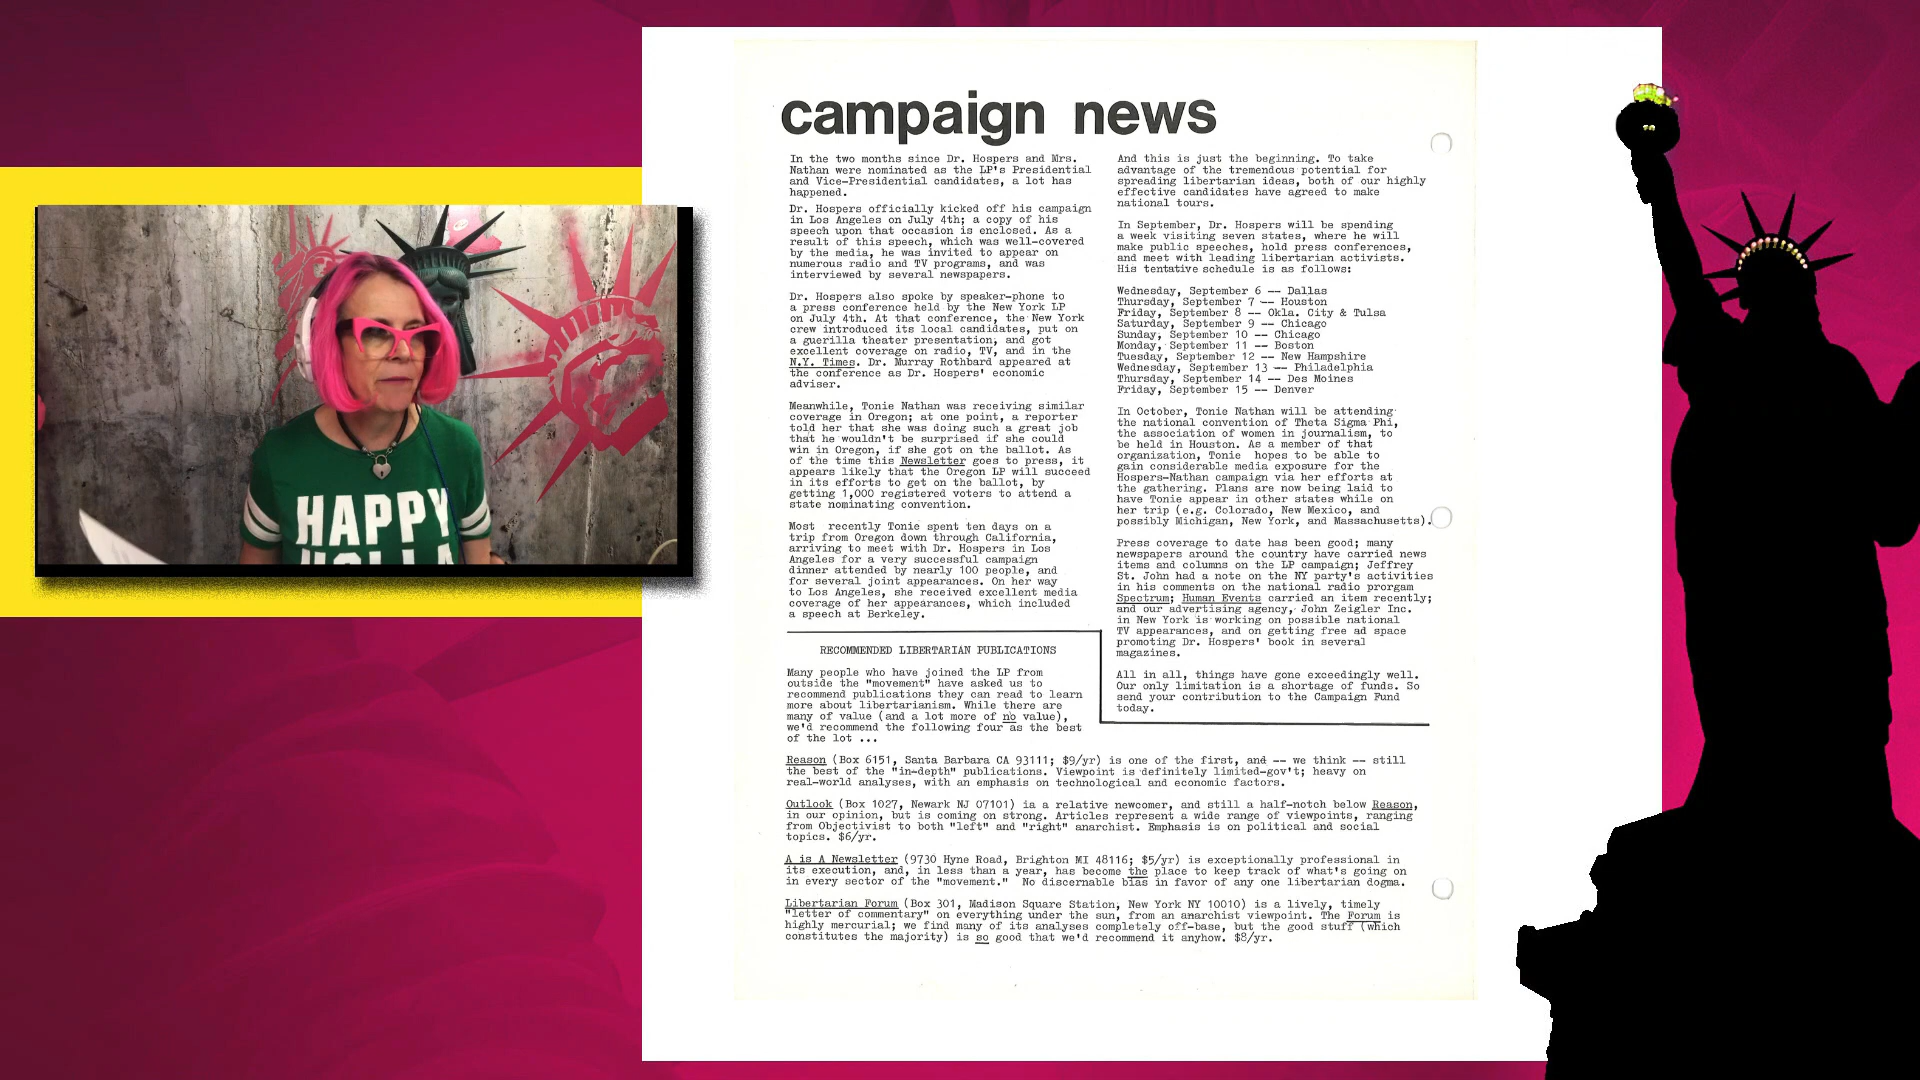 HAPPY
campaign news
In the two months since Dr. Hospers and Mrs.
Nathan were nominated as the LP's Presidential
and Vice-Presidential candidates, a lot has
happened.
Dr. Hospers officially kicked off his campaign
in Los Angeles on July 4th; a copy of his
speech upon that occasion is enclosed. As a
result of this speech, which was well-covered
by the media, he was invited to appear on
numerous radio and TV programs, and was
interviewed by several newspapers.
Dr. Hospers also spoke by speaker-phone to
a press conference held by the New York LP
on July 4th. At that conference, the New York
crew introduced its local candidates, put on
a guerilla theater presentation, and got
excellent coverage on radio, TV, and in the
N.Y. Times. Dr. Murray Rothbard appeared at
the conference as Dr. Hospers' economic
adviser.
Meanwhile, Tonie Nathan was receiving similar
coverage in Oregon; at one point, a reporter
told her that she was doing such a great job
that he wouldn't be surprised if she could
win in Oregon, if she got on the ballot. As
of the time this Newsletter goes to press, it
appears likely that the Oregon LP will succeed
in its efforts to get on the ballot, by
getting 1,000 registered voters to attend a
state nominating convention.
Most recently Tonie spent ten days on a
trip from Oregon down through California,
arriving to meet with Dr. Hospers in Los
Angeles for a very successful campaign
dinner attended by nearly 100 people, and
for several joint appearances. On her way
to Los Angeles, she received excellent media
coverage of her appearances, which included
a speech at Berkeley.
And this is just the beginning. To take
advantage of the tremendous potential for
spreading libertarian ideas, both of our highly
effective candidates have agreed to make
national tours.
In September, Dr. Hospers will be spending
a week visiting seven states, where he will
make public speeches, hold press conferences,
and meet with leading libertarian activists.
His tentative schedule is as follows:
Wednesday, September 6 -- Dallas
Thursday, September 7 -- Houston
Friday, September 8 -- Okla. City & Tulsa
Saturday, September 9 -- Chicago
Sunday, September 10 -- Chicago
Monday, September 11 -- Boston
Tuesday, September 12 -- New Hampshire
Wednesday, September 13 -- Philadelphia
Thursday, September 14 -- Des Moines
Friday, September 15 -- Denver
In October, Tonie Nathan will be attending
the national convention of Theta Sigma Phi,
the association of women in journalism, to
be held in Houston. As a member of that
organization, Tonie hopes to be able to
gain considerable media exposure for the
Hospers-Nathan campaign via her efforts at
the gathering. Plans are now being laid to
have Tonie appear in other states while on
her trip (e.g. Colorado, New Mexico, and
possibly Michigan, New York, and Massachusetts).
Press coverage to date has been good; many
newspapers around the country have carried news
items and columns on the LP campaign; Jeffrey
St. John had a note on the NY party's activities
in his comments on the national radio prorgam
Spectrum; Human Events carried an item recently;
and our advertising agency, John Zeigler Inc.
in New York is working on possible national
TV appearances, and on getting free ad space
promoting Dr. Hospers' book in several
magazines.
All in all, things have gone exceedingly well.
Our only limitation is a shortage of funds. So
send your contribution to the Campaign Fund
today.
RECOMMENDED LIBERTARIAN PUBLICATIONS
Many people who have joined the LP from
outside the "movement" have asked us to
recommend publications they can read to learn
more about libertarianism. While there are
many of value (and a lot more of no value),
we'd recommend the following four as the best
of the lot ...
Reason (Box 6151, Santa Barbara CA 93111; $9/yr) is one of the first, and -- we think -- still
the best of the "in-depth" publications. Viewpoint is definitely limited-gov't; heavy on
real-world analyses, with an emphasis on technological and economic factors.
Outlook (Box 1027, Newark NJ 07101) ia a relative newcomer, and still a half-notch below Reason,
in our opinion, but is coming on strong. Articles represent a wide range of viewpoints, ranging
from Objectivist to both "left" and "right" anarchist. Emphasis is on political and social
topics. $6/yr.
A is A Newsletter (9730 Hyne Road, Brighton MI 48116; $5/yr) is exceptionally professional in
its execution, and, in less than a year, has become the place to keep track of what's going on
in every sector of the "movement." No discernable bias in favor of any one libertarian dogma.
Libertarian Forum (Box 301, Madison Square Station, New York NY 10010) is a lively, timely
"letter of commentary" on everything under the sun, from an anarchist viewpoint. The Forum is
highly mercurial; we find many of its analyses completely off-base, but the good stuff (which
constitutes the majority) is so good that we'd recommend it anyhow. $8/yr.